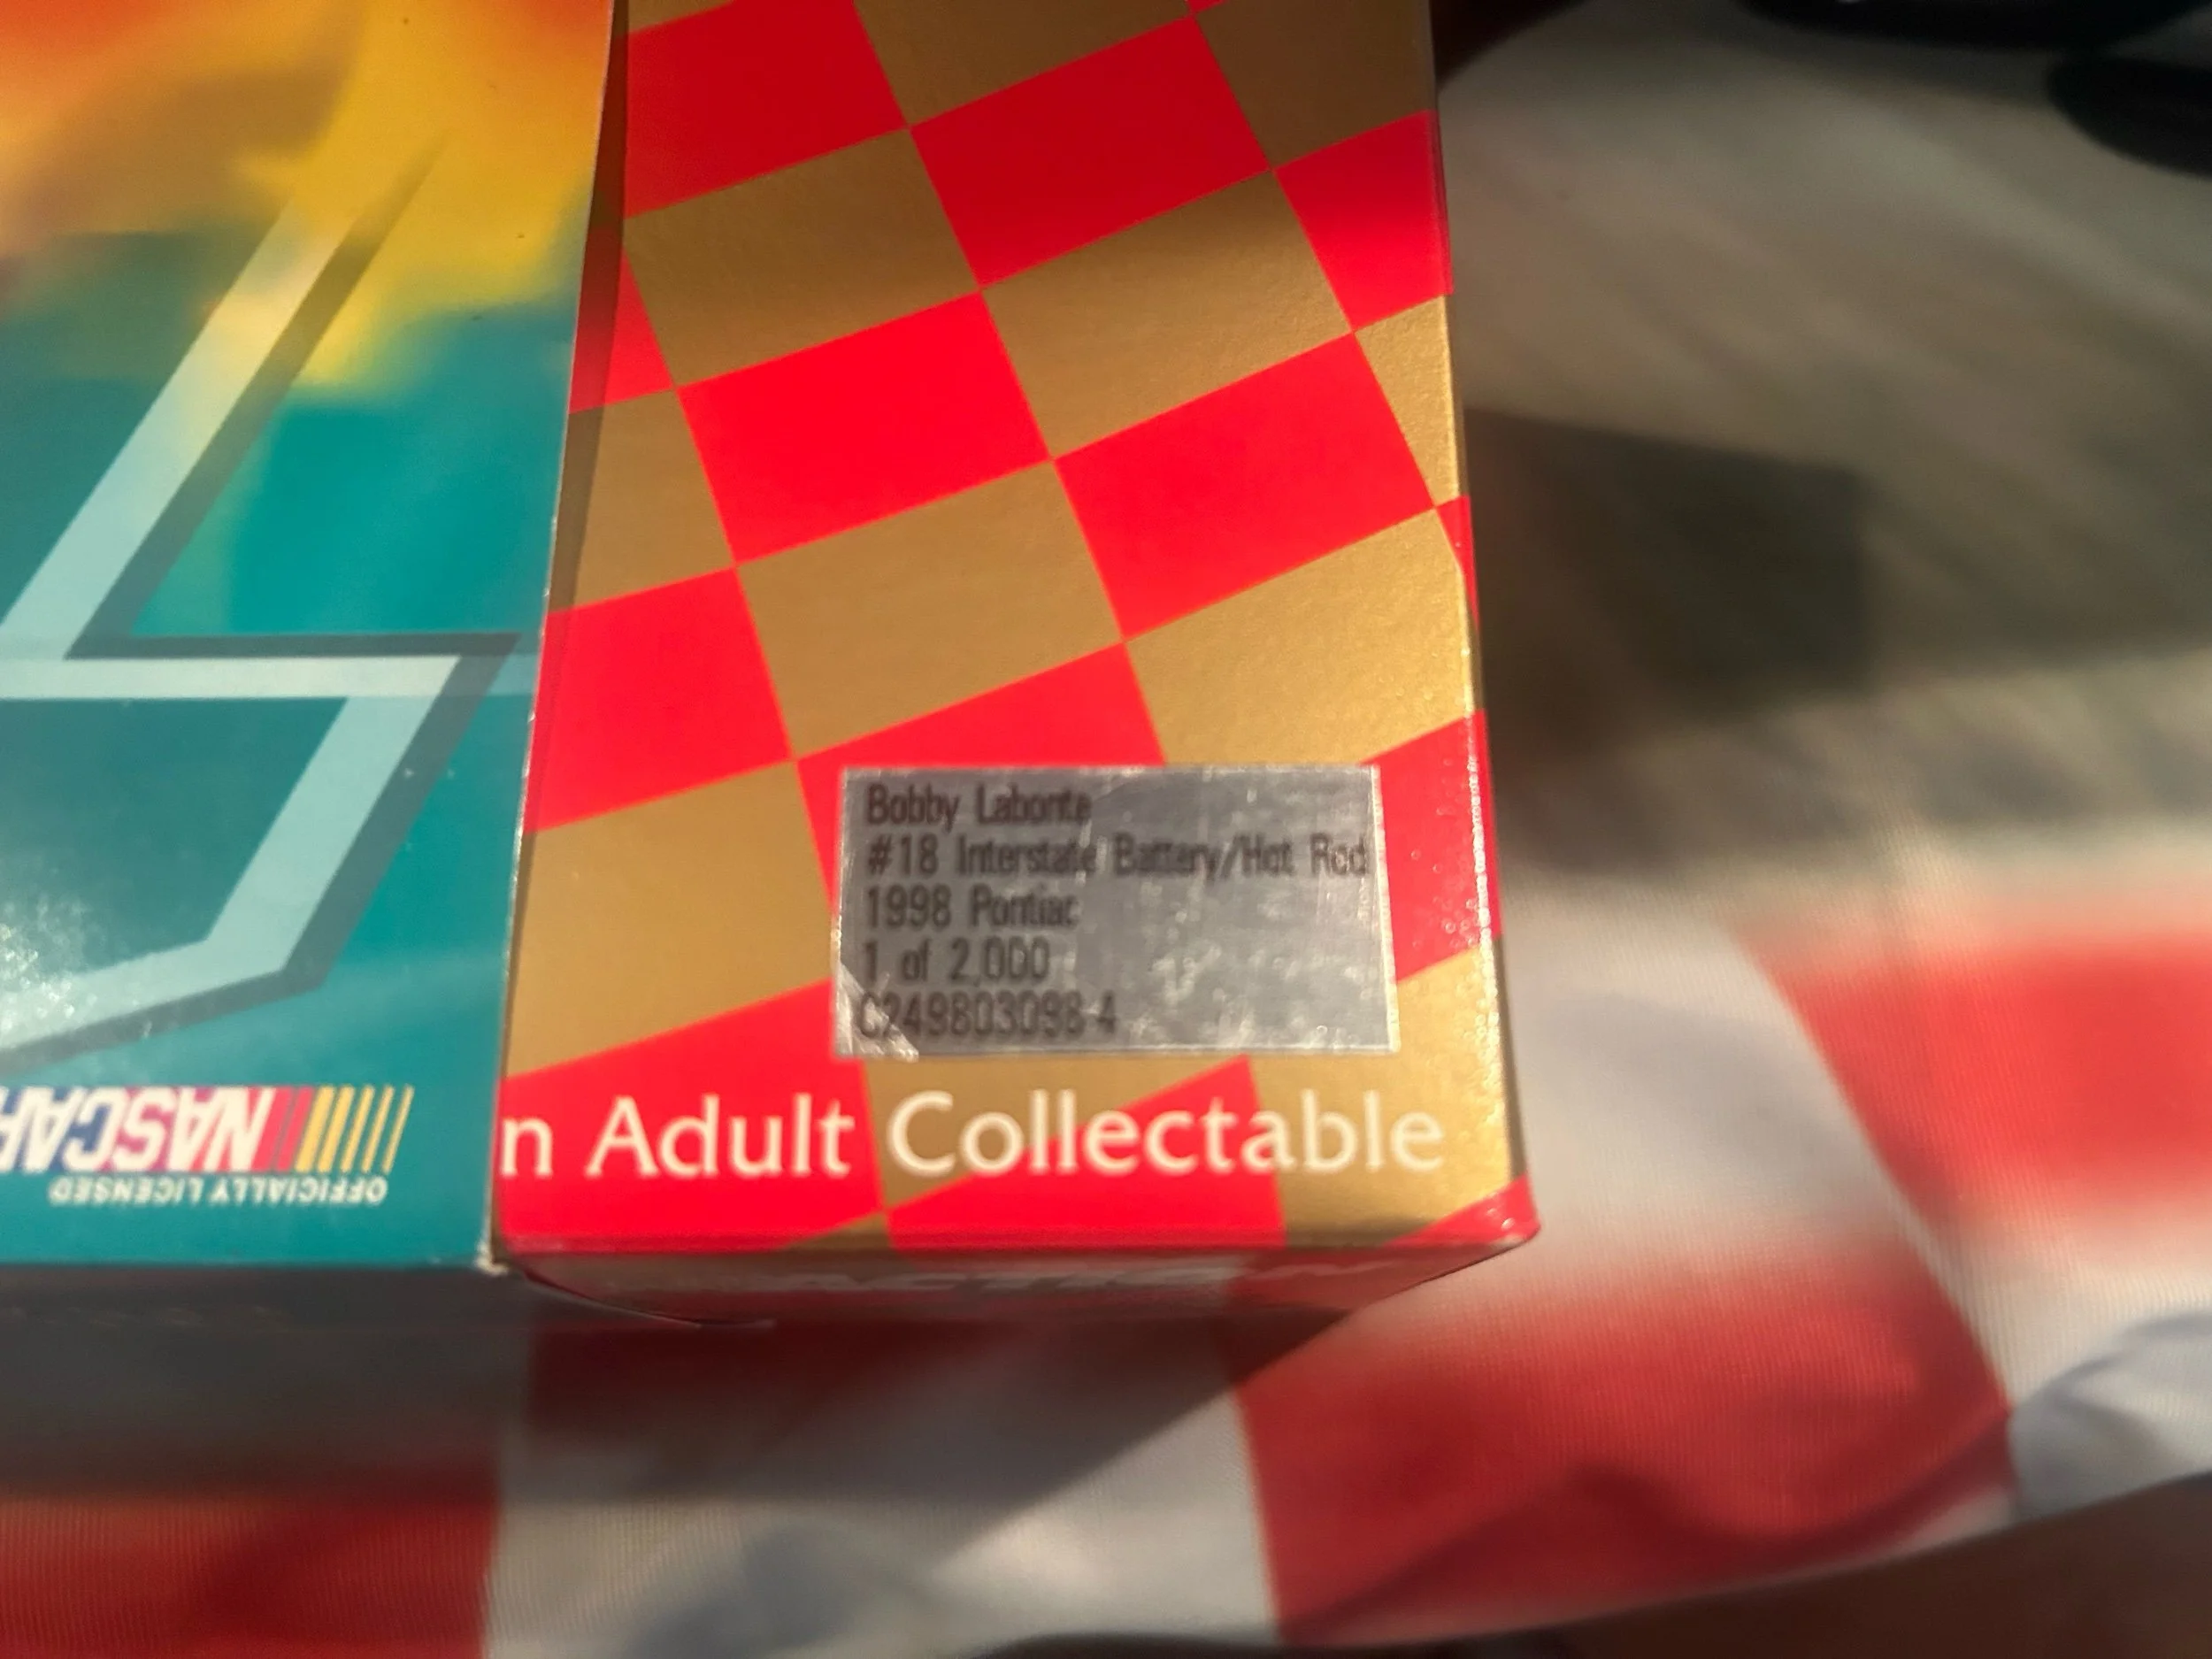 Bobby Labonte
#18 Interstate Battery/Hot Rod
1998 Pontiac
1 of 2,000
C249803098-4
n Adult Collectable
NASCAR
OFFICIALLY LICENSED